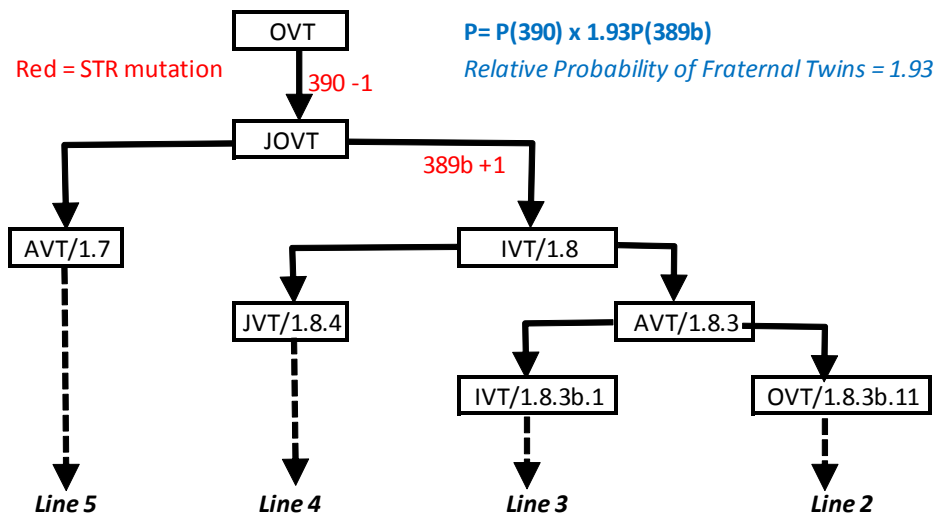 OVT
P= P(390) x 1.93P(389b)
Red = STR mutation
Relative Probability of Fraternal Twins = 1.93
390 -1
JOVT
389b +1
AVT/1.7
IVT/1.8
JVT/1.8.4
AVT/1.8.3
IVT/1.8.3b.1
OVT/1.8.3b.11
Line 5
Line 4
Line 3
Line 2